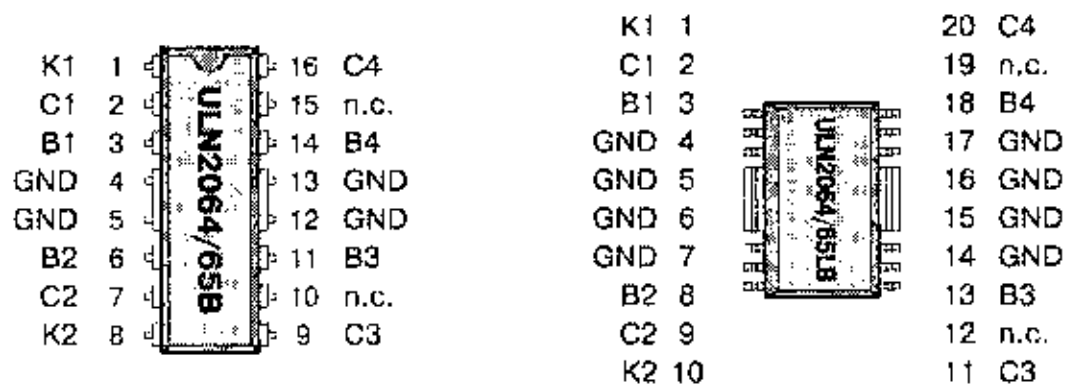 K1 1
C1 2
B1 3
GND 4
GND 5
B2 6
C2 7
K2 8
ULN2064/65B
16 C4
15 n.c.
14 B4
13 GND
12 GND
11 B3
10 n.c.
9 C3
K1 1
C1 2
B1 3
GND 4
GND 5
GND 6
GND 7
B2 8
C2 9
K2 10
ULN2064/65LB
20 C4
19 n.c.
18 B4
17 GND
16 GND
15 GND
14 GND
13 B3
12 n.c.
11 C3